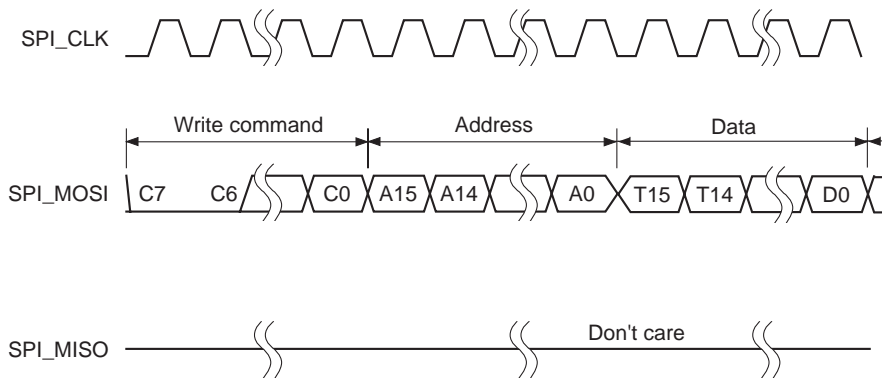 SPI_CLK
Write command Address Data
SPI_MOSI C7 C6 C0 A15 A14 A0 T15 T14 D0
SPI_MISO Don't care